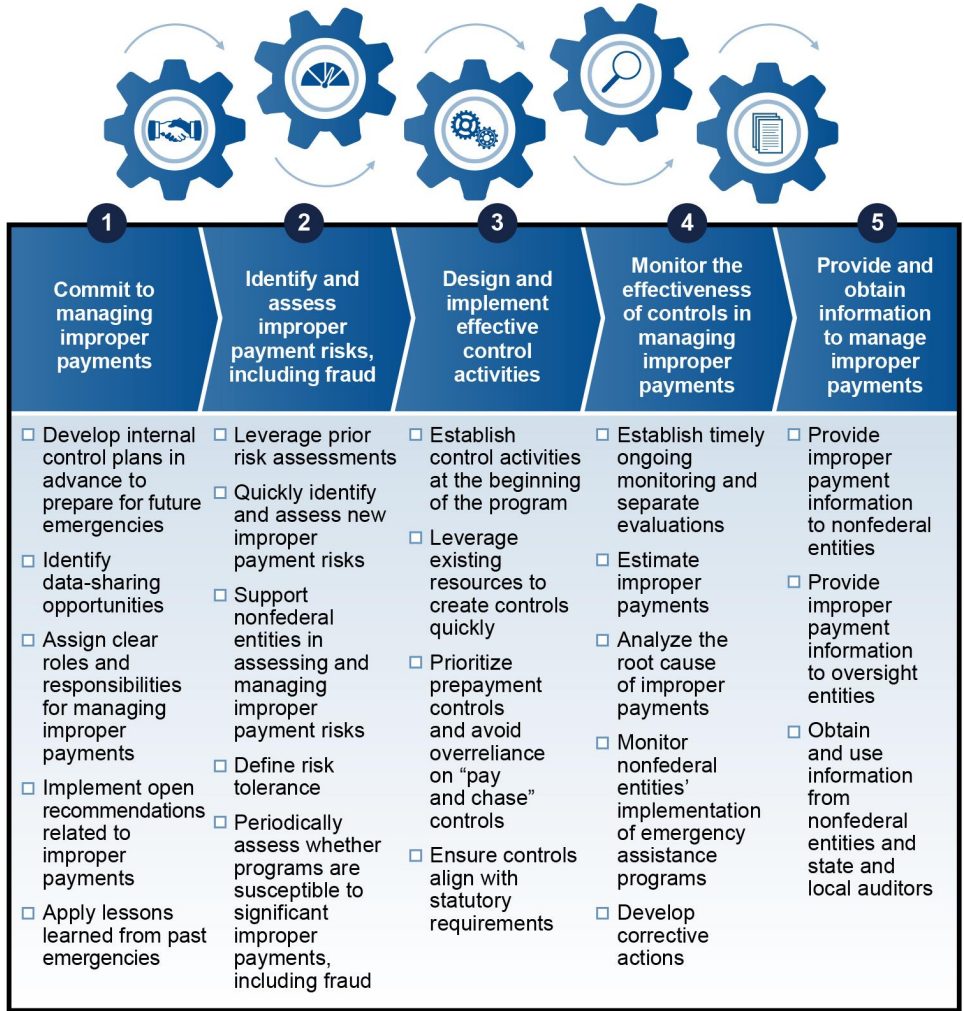 1
Commit to
managing
improper
payments
Develop internal
control plans in
advance to
prepare for future
emergencies
Identify
data-sharing
opportunities
Assign clear
roles and
responsibilities
for managing
improper
payments
Implement open
recommendations
related to
improper
payments
Apply lessons
learned from past
emergencies
2
Identify and
assess
improper
payment risks,
including fraud
Leverage prior
risk assessments
Quickly identify
and assess new
improper
payment risks
Support
nonfederal
entities in
assessing and
managing
improper
payment risks
Define risk
tolerance
Periodically
assess whether
programs are
susceptible to
significant
improper
payments,
including fraud
3
Design and
implement
effective
control
activities
Establish
control activities
at the beginning
of the program
Leverage
existing
resources to
create controls
quickly
Prioritize
prepayment
controls
and avoid
overreliance
on “pay
and chase”
controls
Ensure controls
align with
statutory
requirements
4
Monitor the
effectiveness
of controls in
managing
improper
payments
Establish timely
ongoing
monitoring and
separate
evaluations
Estimate
improper
payments
Analyze the
root cause
of improper
payments
Monitor
nonfederal
entities’
implementation
of emergency
assistance
programs
Develop
corrective
actions
5
Provide and
obtain
information
to manage
improper
payments
Provide
improper
payment
information
to nonfederal
entities
Provide
improper
payment
information
to oversight
entities
Obtain
and use
information
from
nonfederal
entities and
state and
local auditors